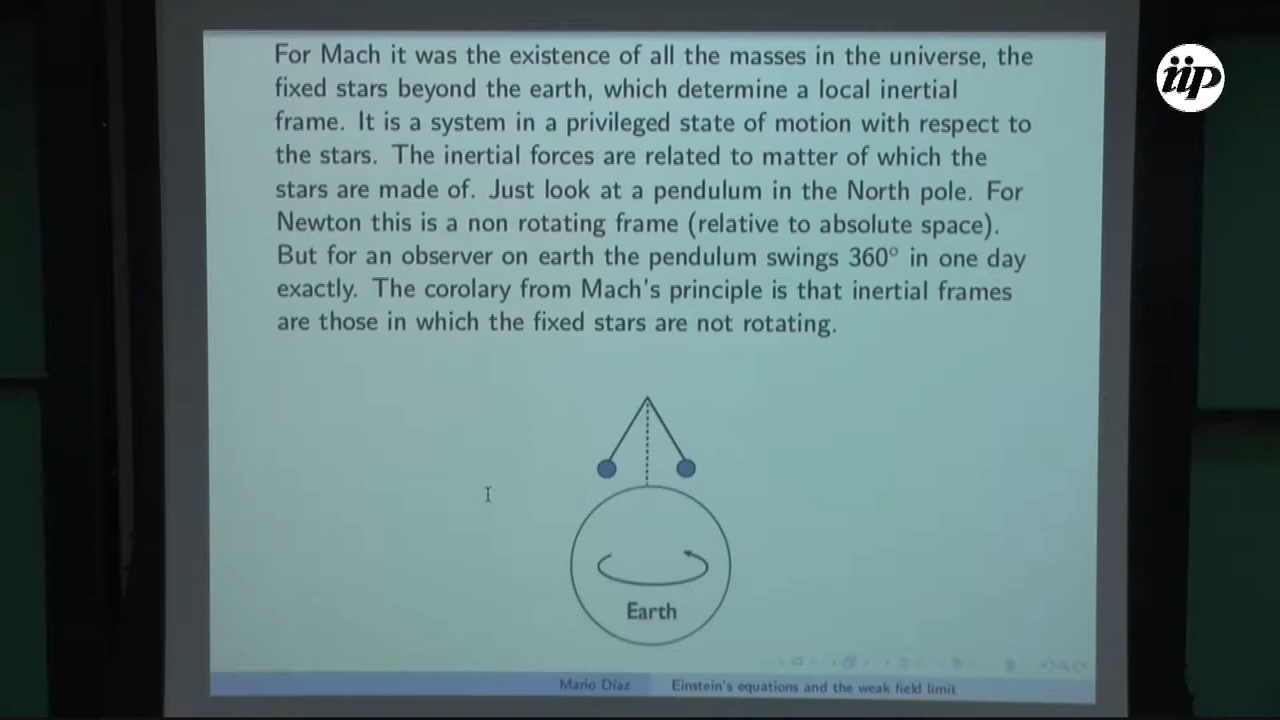 iip
For Mach it was the existence of all the masses in the universe, the
fixed stars beyond the earth, which determine a local inertial
frame. It is a system in a privileged state of motion with respect to
the stars. The inertial forces are related to matter of which the
stars are made of. Just look at a pendulum in the North pole. For
Newton this is a non rotating frame (relative to absolute space).
But for an observer on earth the pendulum swings 360° in one day
exactly. The corolary from Mach's principle is that inertial frames
are those in which the fixed stars are not rotating.
Earth
Mario Díaz Einstein's equations and the weak field limit